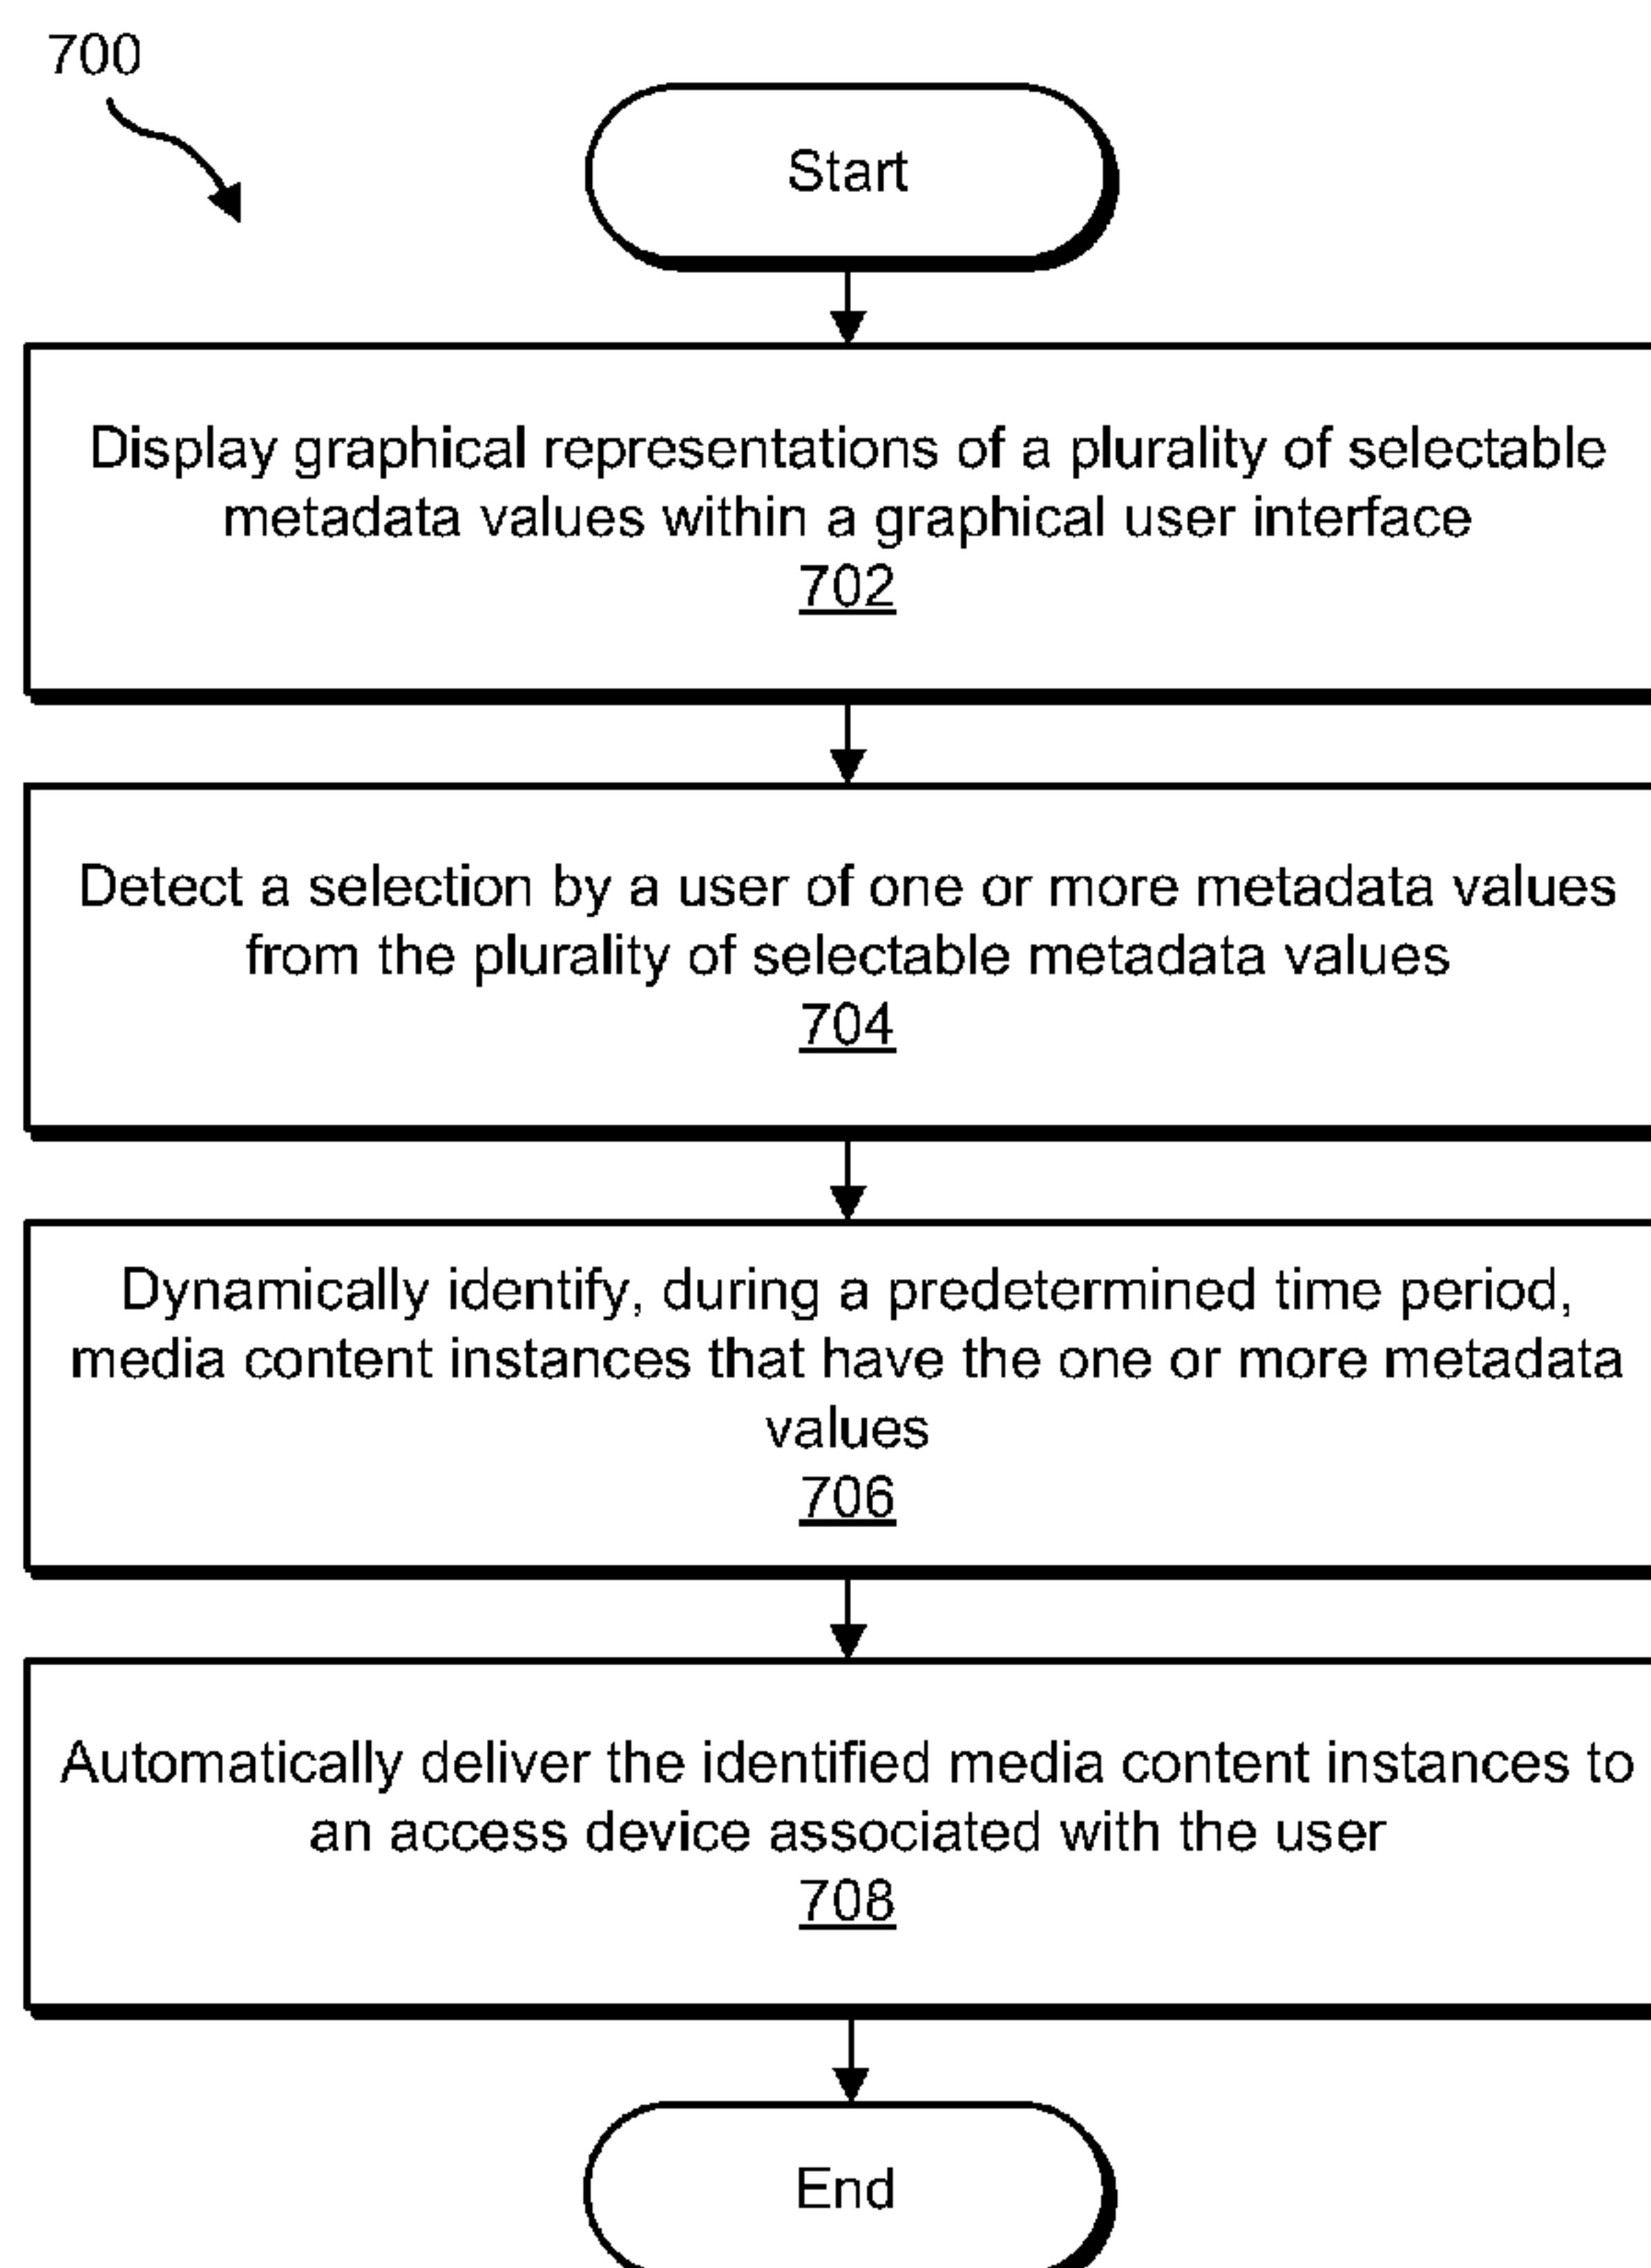 700
Start
Display graphical representations of a plurality of selectable
metadata values within a graphical user interface
702
Detect a selection by a user of one or more metadata values
from the plurality of selectable metadata values
704
Dynamically identify, during a predetermined time period,
media content instances that have the one or more metadata
values
706
Automatically deliver the identified media content instances to
an access device associated with the user
708
End